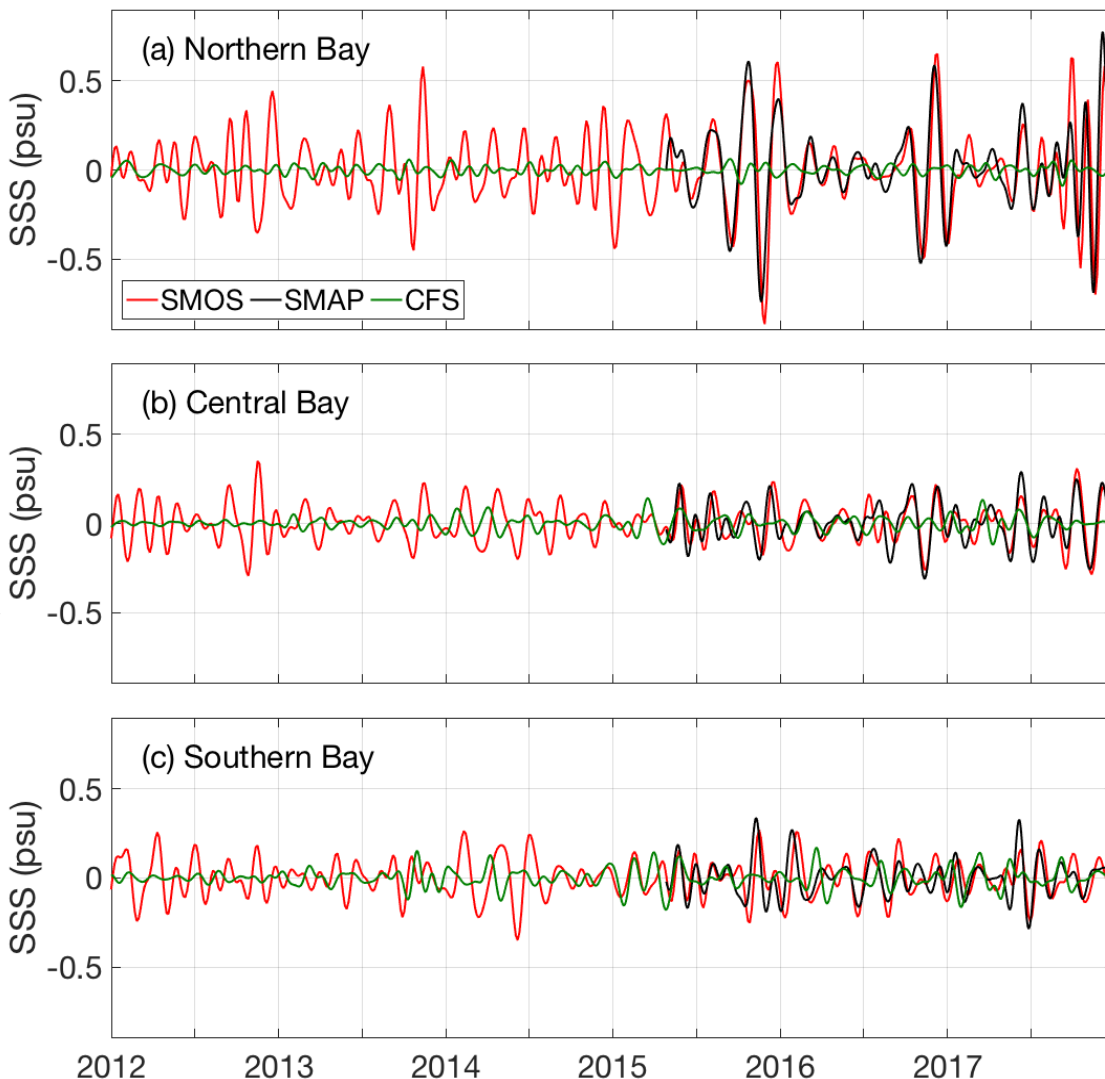 (a) Northern Bay
0.5
0
-0.5
SSS (psu)
SMOS SMAP CFS
(b) Central Bay
0.5
0
-0.5
SSS (psu)
(c) Southern Bay
0.5
0
-0.5
SSS (psu)
2012 2013 2014 2015 2016 2017